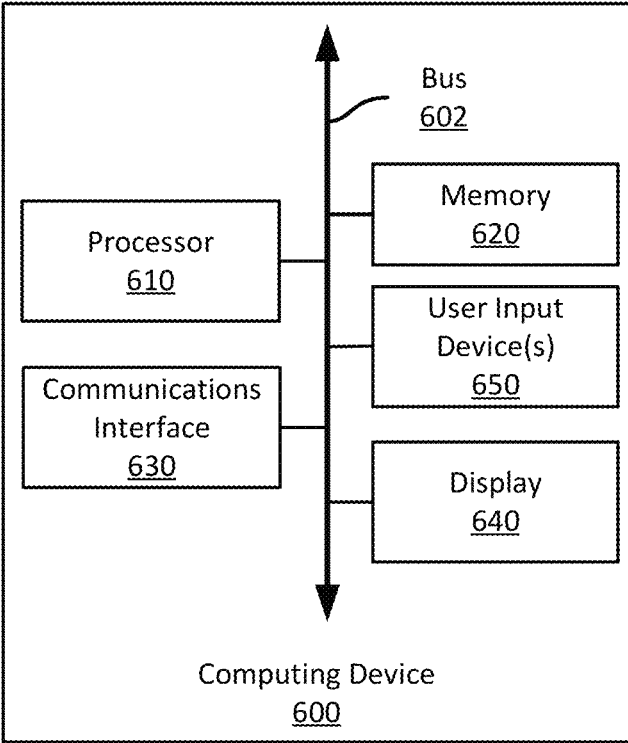 Bus
602
Memory
620
Processor
610
User Input
Device(s)
650
Communications
Interface
630
Display
640
Computing Device
600